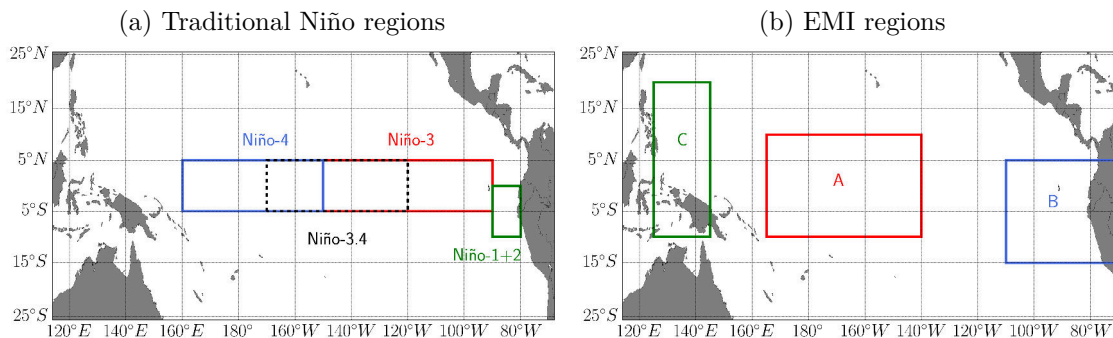 (a) Traditional Niño regions
25°N
15°N
5°N
5°S
15°S
25°S
120°E 140°E 160°E 180° 160°W 140°W 120°W 100°W 80°W
Niño-4
Niño-3
Niño-3.4
Niño-1+2
(b) EMI regions
25°N
15°N
5°N
5°S
15°S
25°S
120°E 140°E 160°E 180° 160°W 140°W 120°W 100°W 80°W
C
A
B